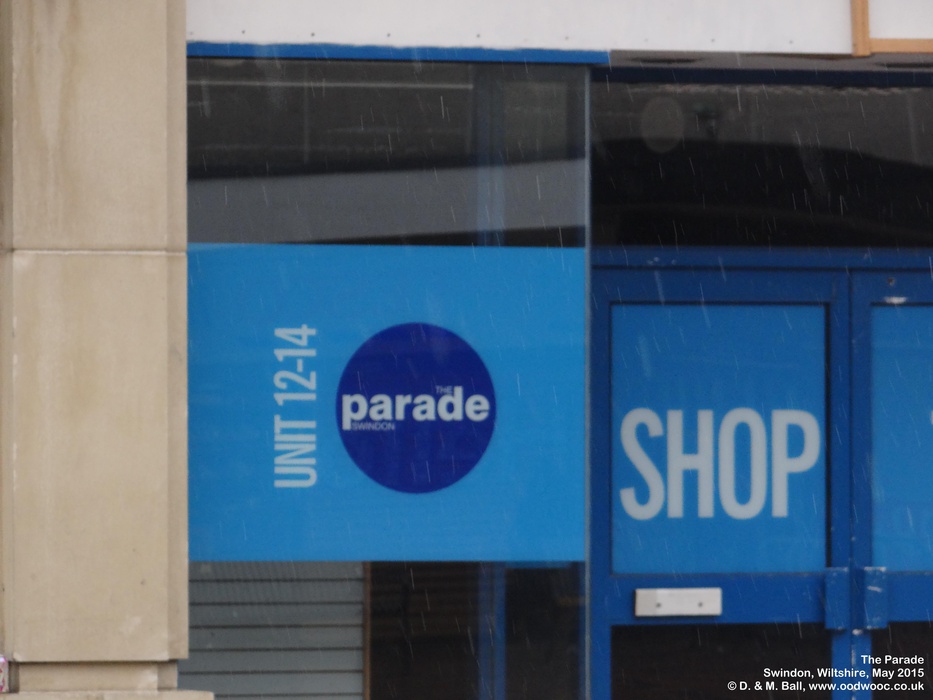 UNIT 12-14
THE
parade
SWINDON
SHOP
The Parade
Swindon, Wiltshire, May 2015
© D. & M. Ball, www.oodwooc.co.uk